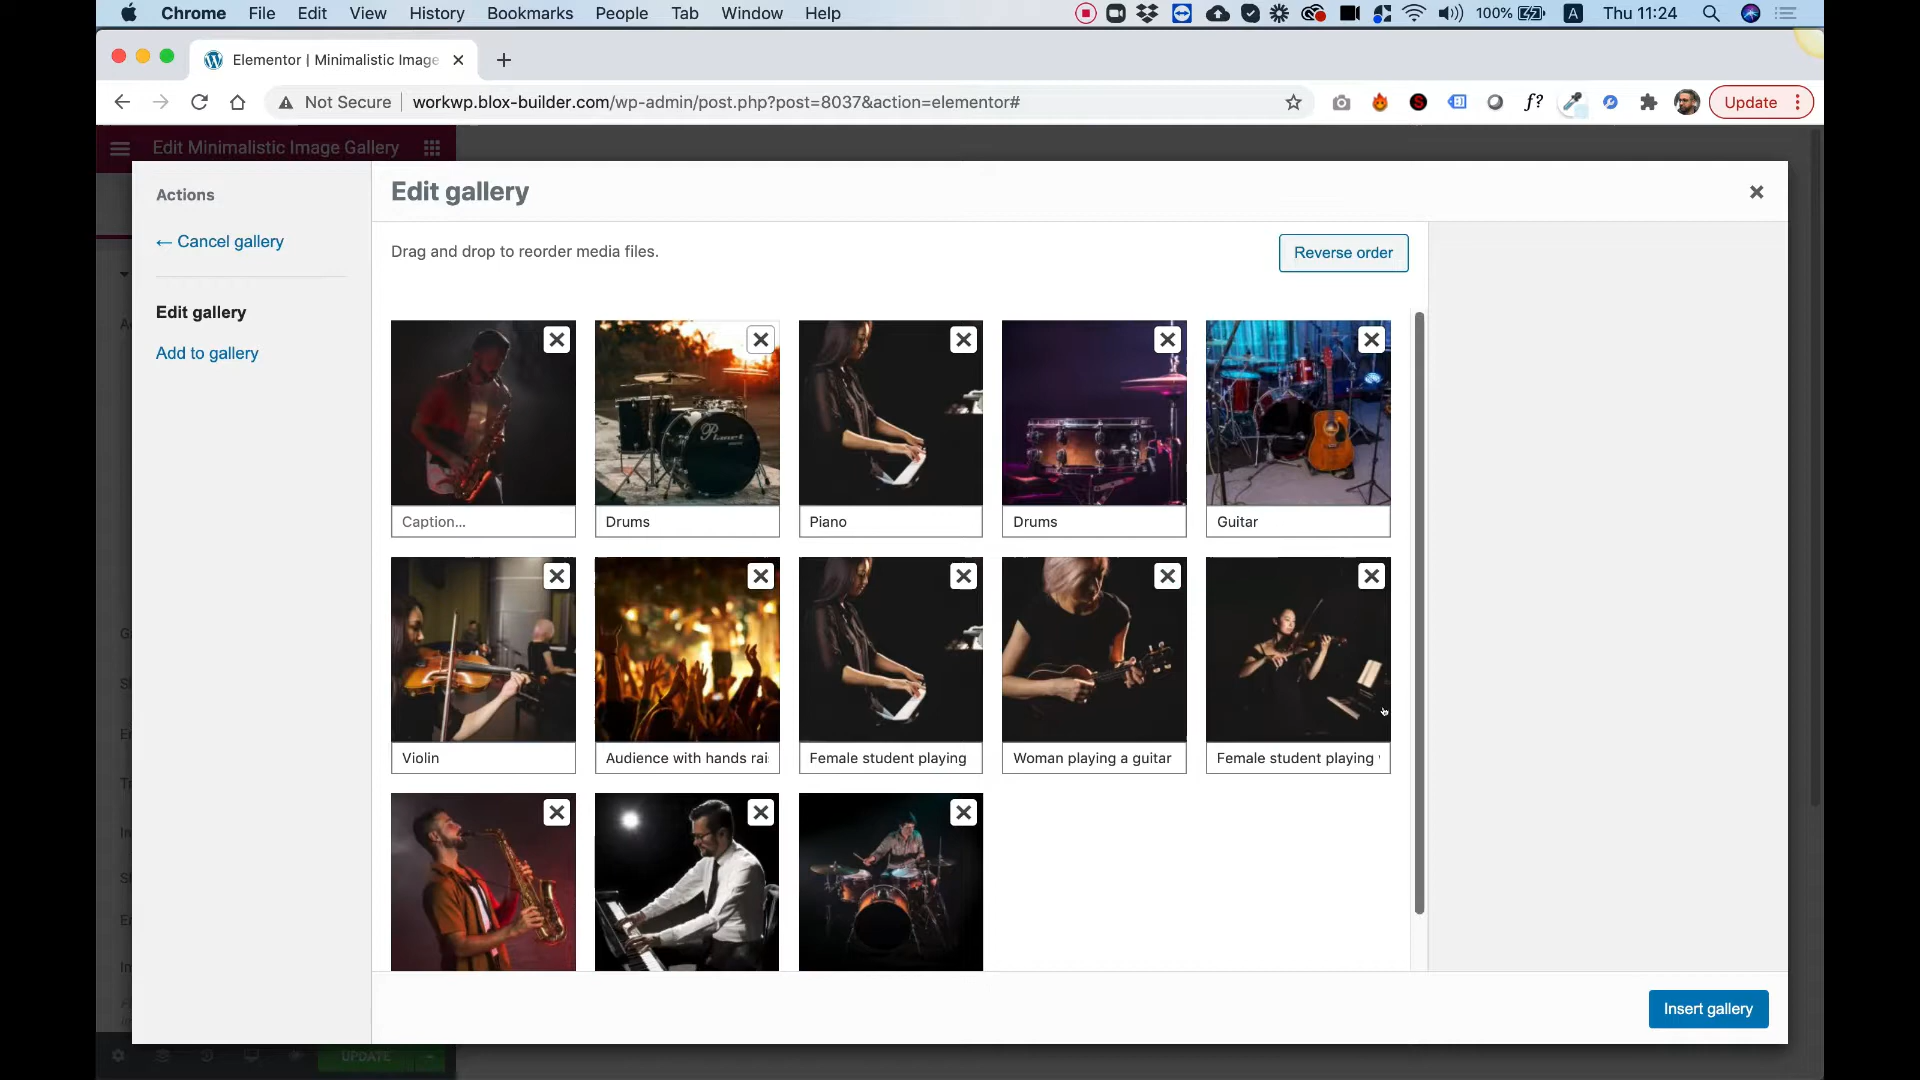 Chrome File Edit View History Bookmarks People Tab Window Help 100% A Thu 11:24
Elementor | Minimalistic Image
Not Secure workwp.blox-builder.com/wp-admin/post.php?post=8037&action=elementor# Update
Edit Minimalistic Image Gallery
Actions
← Cancel gallery
Edit gallery
Add to gallery
Edit gallery
Drag and drop to reorder media files.
Reverse order
Caption... Drums Piano Drums Guitar
Violin Audience with hands rai Female student playing Woman playing a guitar Female student playing
Insert gallery
UPDATE